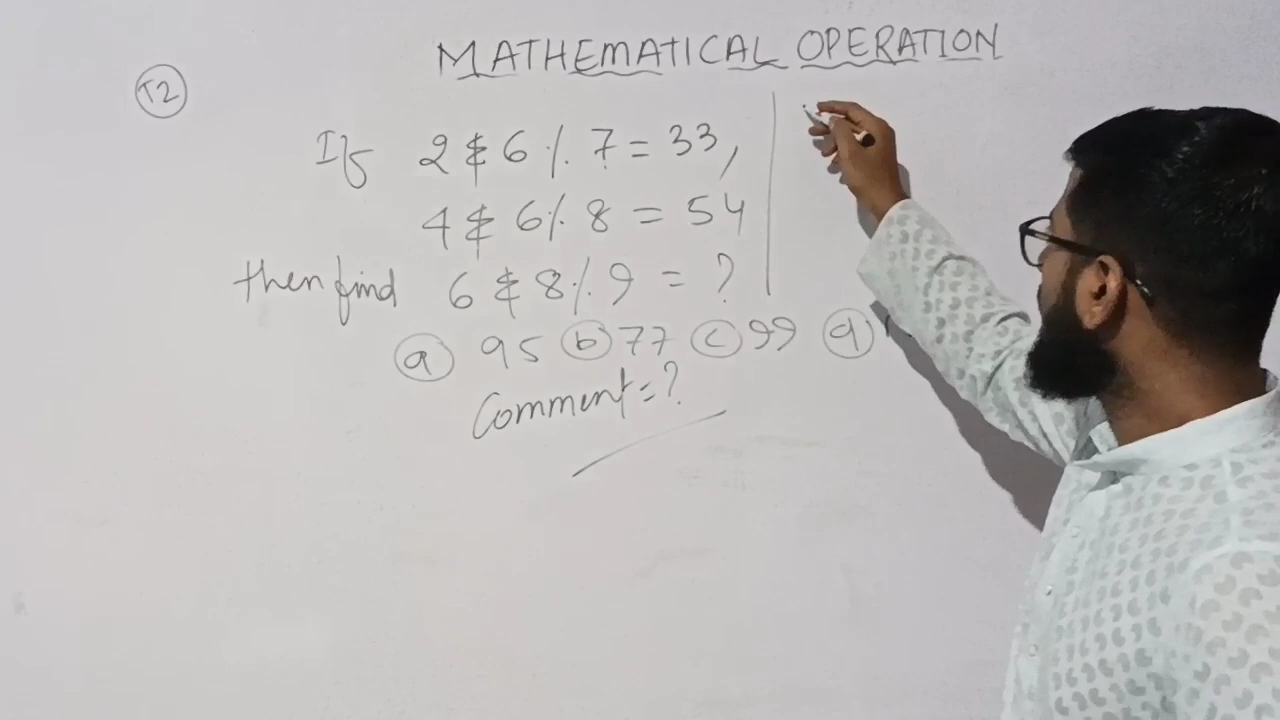 MATHEMATICAL OPERATION
T2
If 2 $ 6 % 7 = 33,
4 $ 6 % 8 = 54
then find 6 $ 8 % 9 = ?
a 95 b 77 c 99 d
Comment = ?